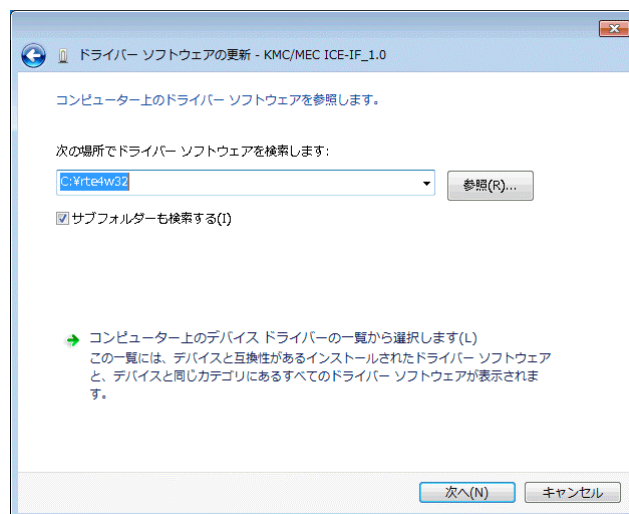 ドライバー ソフトウェアの更新 - KMC/MEC ICE-IF_1.0
コンピューター上のドライバー ソフトウェアを参照します。
次の場所でドライバー ソフトウェアを検索します:
C:¥rte4w32
参照(R)...
サブフォルダーも検索する(I)
コンピューター上のデバイス ドライバーの一覧から選択します(L)
この一覧には、デバイスと互換性があるインストールされたドライバー ソフトウェア
と、デバイスと同じカテゴリにあるすべてのドライバー ソフトウェアが表示されま
す。
次へ(N)
キャンセル